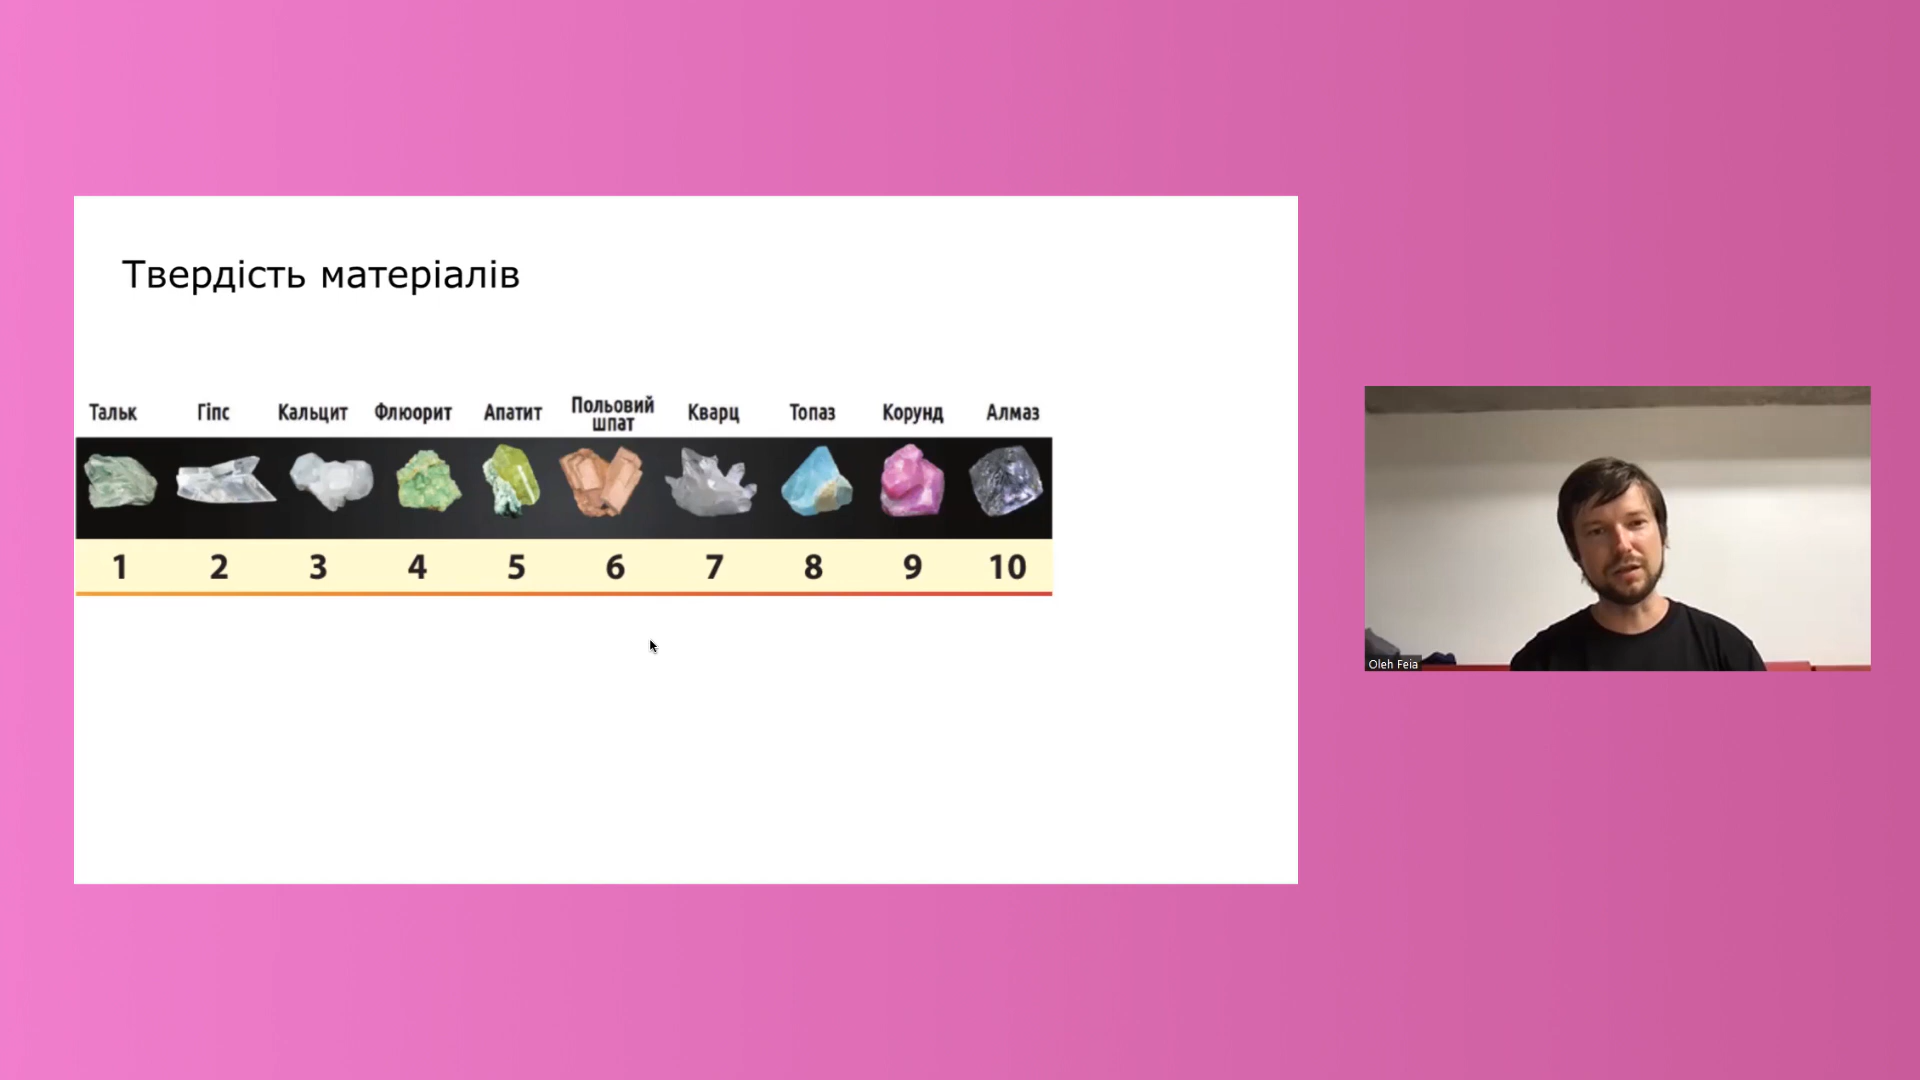 Твердість матеріалів
Тальк Гіпс Кальцит Флюорит Апатит Польовий шпат Кварц Топаз Корунд Алмаз
1 2 3 4 5 6 7 8 9 10
Oleh Feia